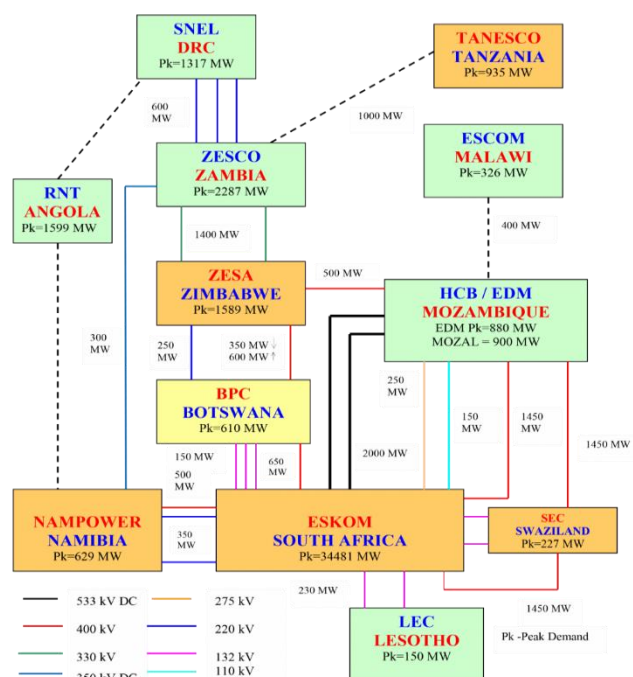 SNEL
DRC
Pk=1317 MW
TANESCO
TANZANIA
Pk=935 MW
600
MW
1000 MW
ZESCO
ZAMBIA
Pk=2287 MW
ESCOM
MALAWI
Pk=326 MW
RNT
ANGOLA
Pk=1599 MW
1400 MW
400 MW
ZESA
ZIMBABWE
Pk=1589 MW
500 MW
HCB / EDM
MOZAMBIQUE
EDM Pk=880 MW
MOZAL = 900 MW
300
MW
250
MW
350 MW↓
600 MW↑
BPC
BOTSWANA
Pk=610 MW
250
MW
150
MW
1450
MW
1450 MW
150 MW
500
MW
650
MW
2000 MW
NAMPOWER
NAMIBIA
Pk=629 MW
350
MW
ESKOM
SOUTH AFRICA
Pk=34481 MW
SEC
SWAZILAND
Pk=227 MW
230 MW
1450 MW
LEC
LESOTHO
Pk=150 MW
Pk -Peak Demand
533 kV DC
275 kV
400 kV
220 kV
330 kV
132 kV
350 kV DC
110 kV